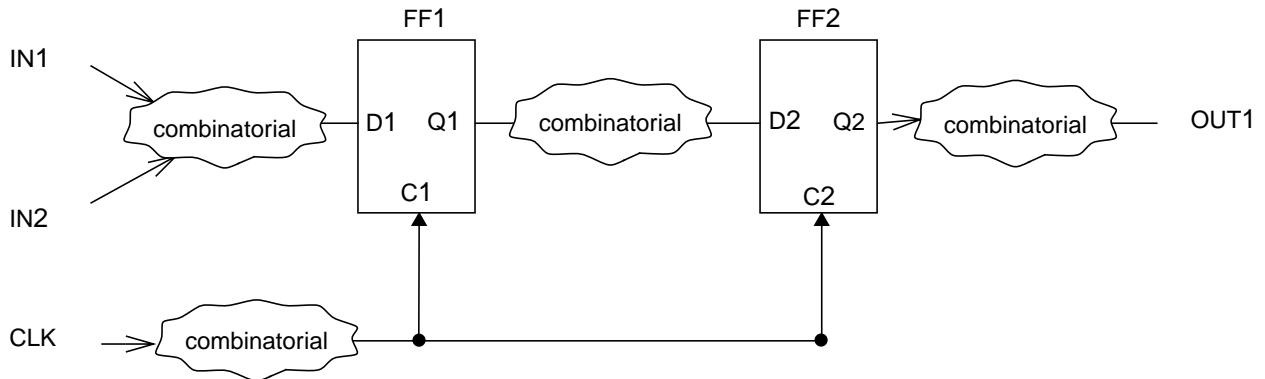 FF1
FF2
IN1
combinatorial
D1
Q1
combinatorial
D2
Q2
combinatorial
OUT1
C1
C2
IN2
CLK
combinatorial